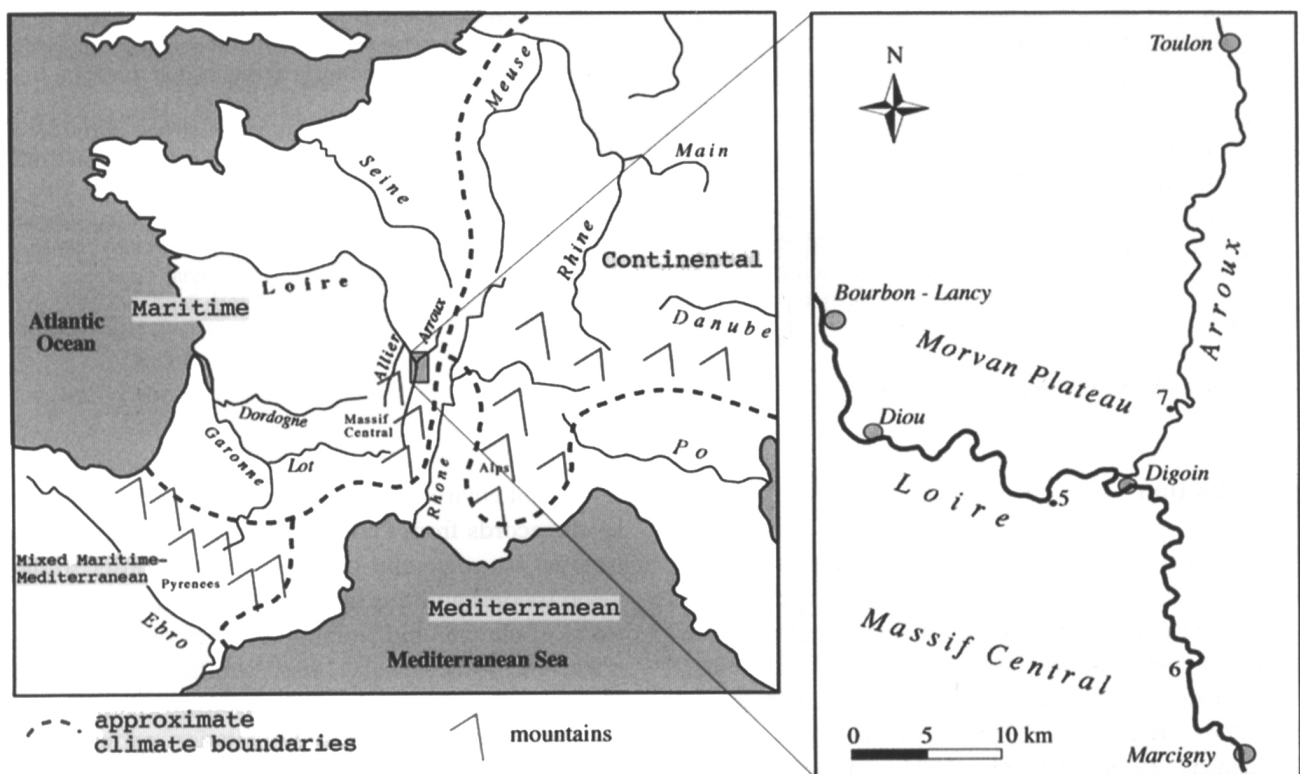 Meuse
Seine
Main
Rhine
Continental
Loire
Maritime
Atlantic
Ocean
Arroux
Allier
Danube
Dordogne
Massif
Central
Garonne
Lot
Alps
Po
Rhone
Mixed Maritime-
Mediterranean
Pyrenees
Ebro
Mediterranean
Mediterranean Sea
approximate
climate boundaries
mountains
Toulon
N
Arroux
Bourbon - Lancy
Morvan Plateau
7
Diou
Digoin
5
Loire
Massif Central
6
0 5 10 km
Marcigny